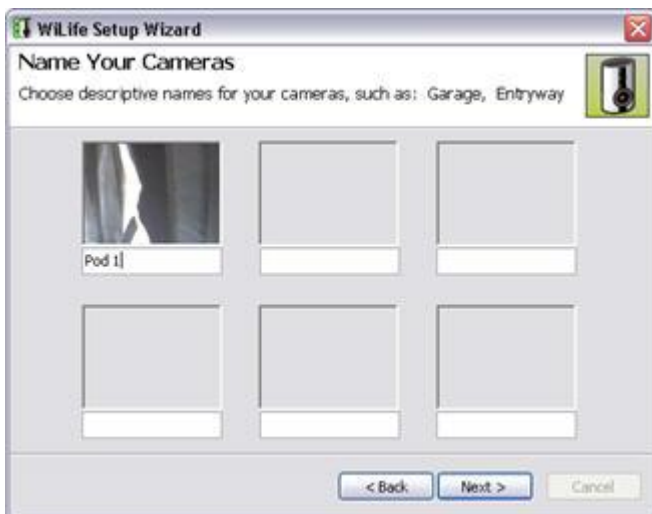 WiLife Setup Wizard
Name Your Cameras
Choose descriptive names for your cameras, such as: Garage, Entryway
Pod 1
< Back
Next >
Cancel